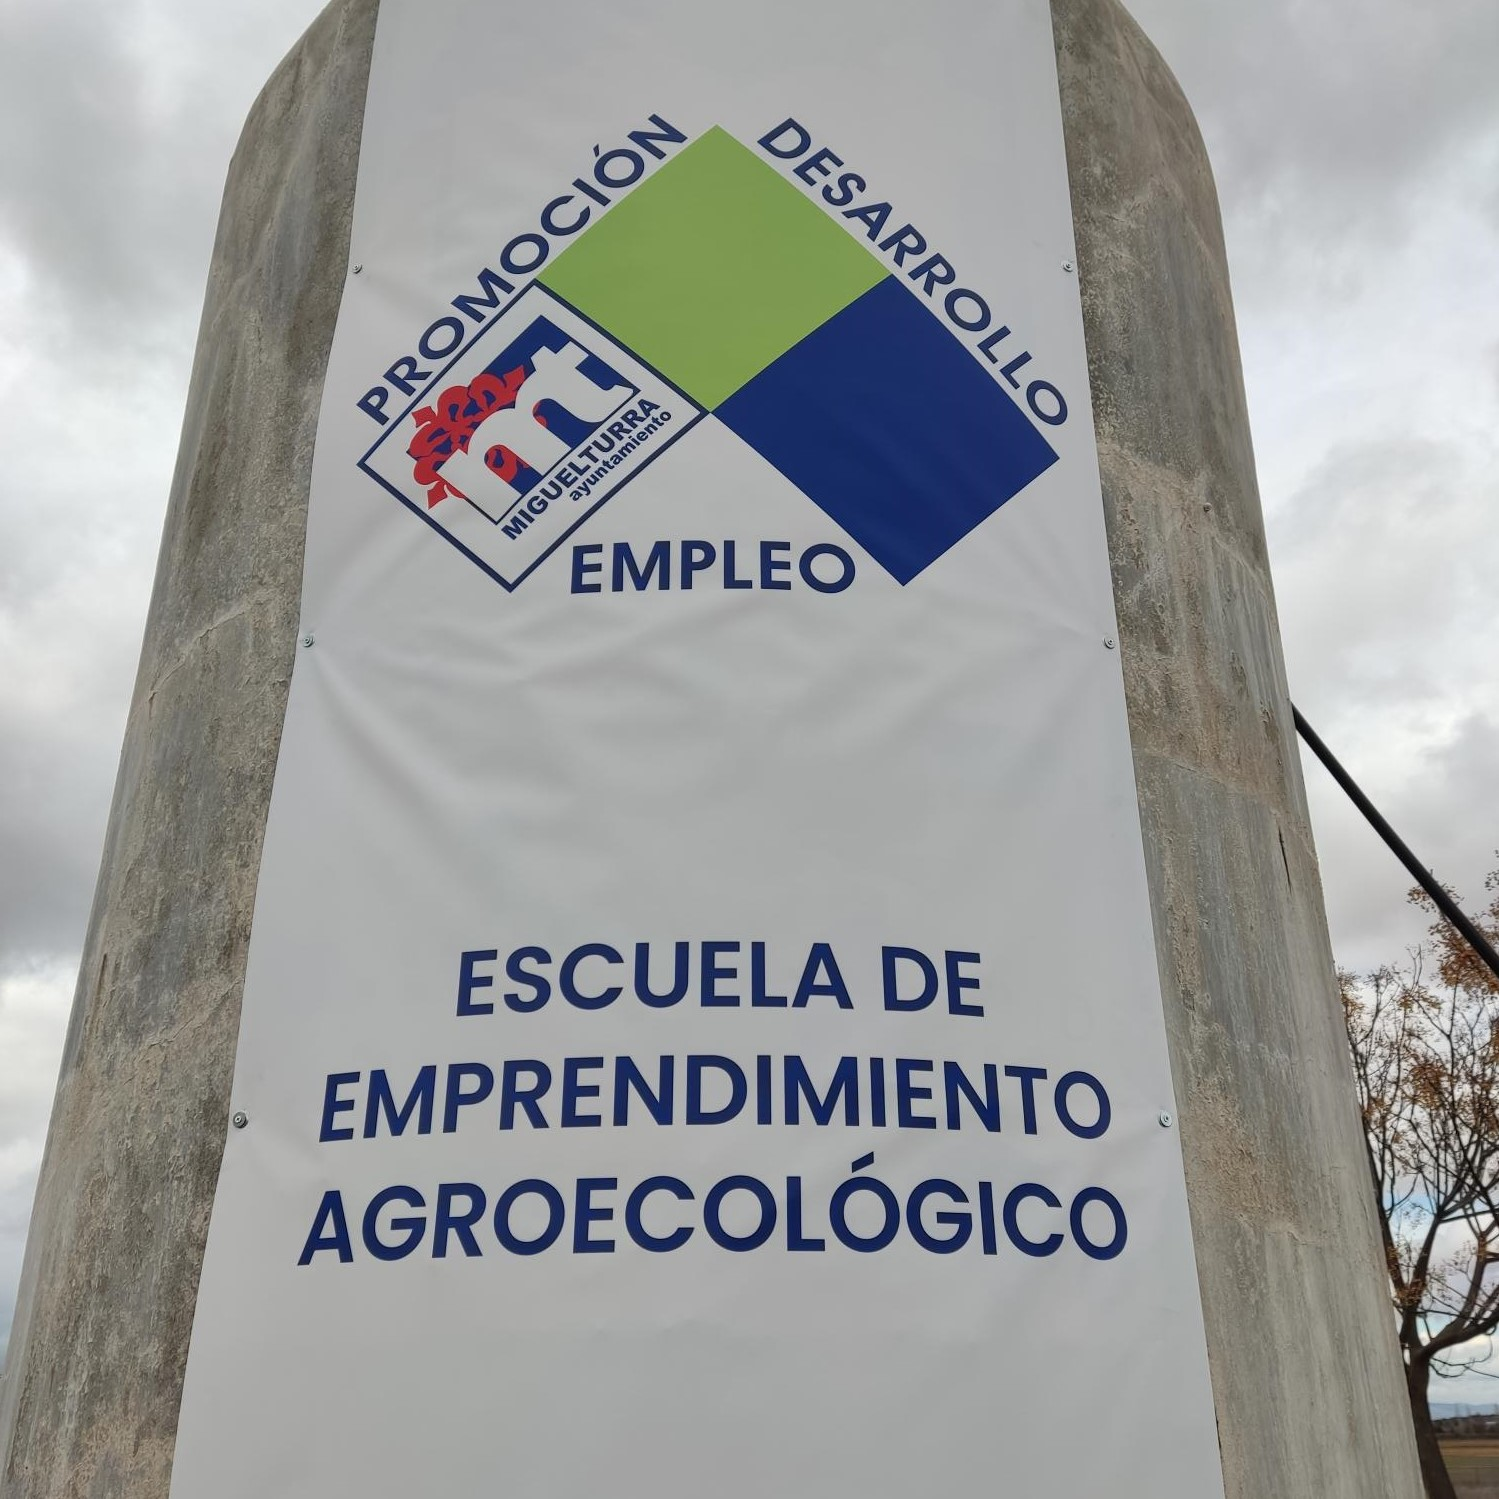 PROMOCIÓN
DESARROLLO
MIGUELTURRA
ayuntamiento
EMPLEO
ESCUELA DE
EMPRENDIMIENTO
AGROECOLÓGICO